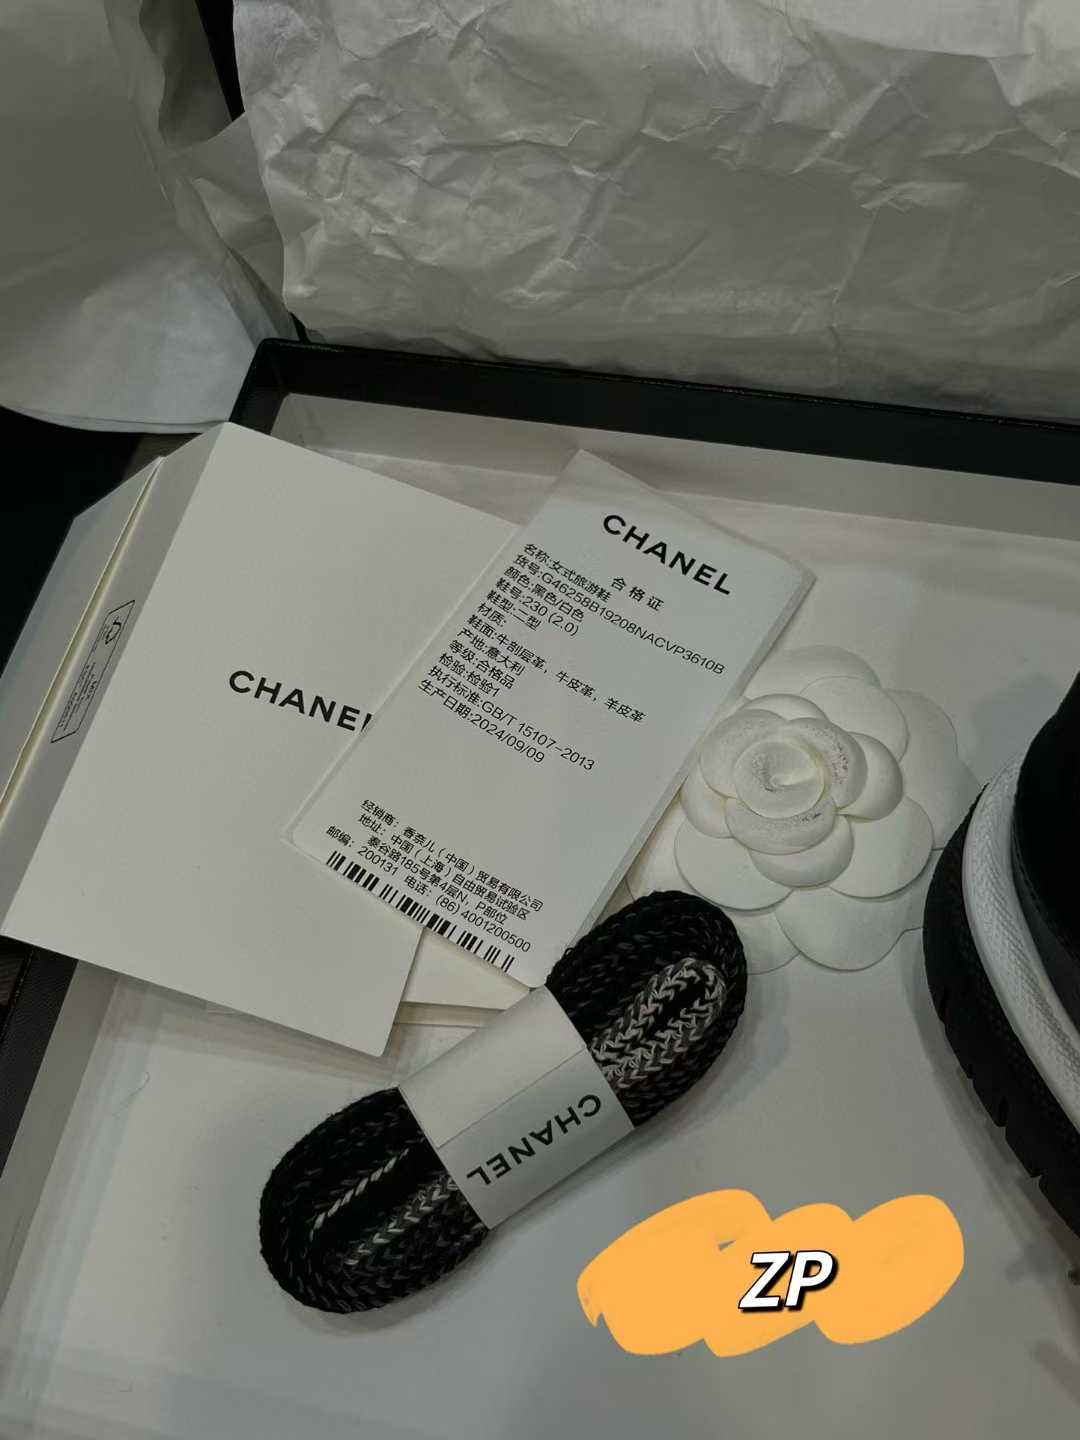 CHANEL
合格证
名称:女式旅游鞋
货号:G46258B19208NACVP3610B
颜色:黑色/白色
鞋号:230 (2.0)
鞋型:二型
材质:
鞋面:牛剖层革，牛皮革，羊皮革
产地:意大利
等级:合格品
检验:检验1
执行标准:GB/T 15107-2013
生产日期:2024/09/09
经销商：香奈儿（中国）贸易有限公司
地址：中国（上海）自由贸易试验区
泰谷路185号第4层N，P部位
邮编：200131 电话：(86) 4001200500
CHANEL
CHANEL
ZP